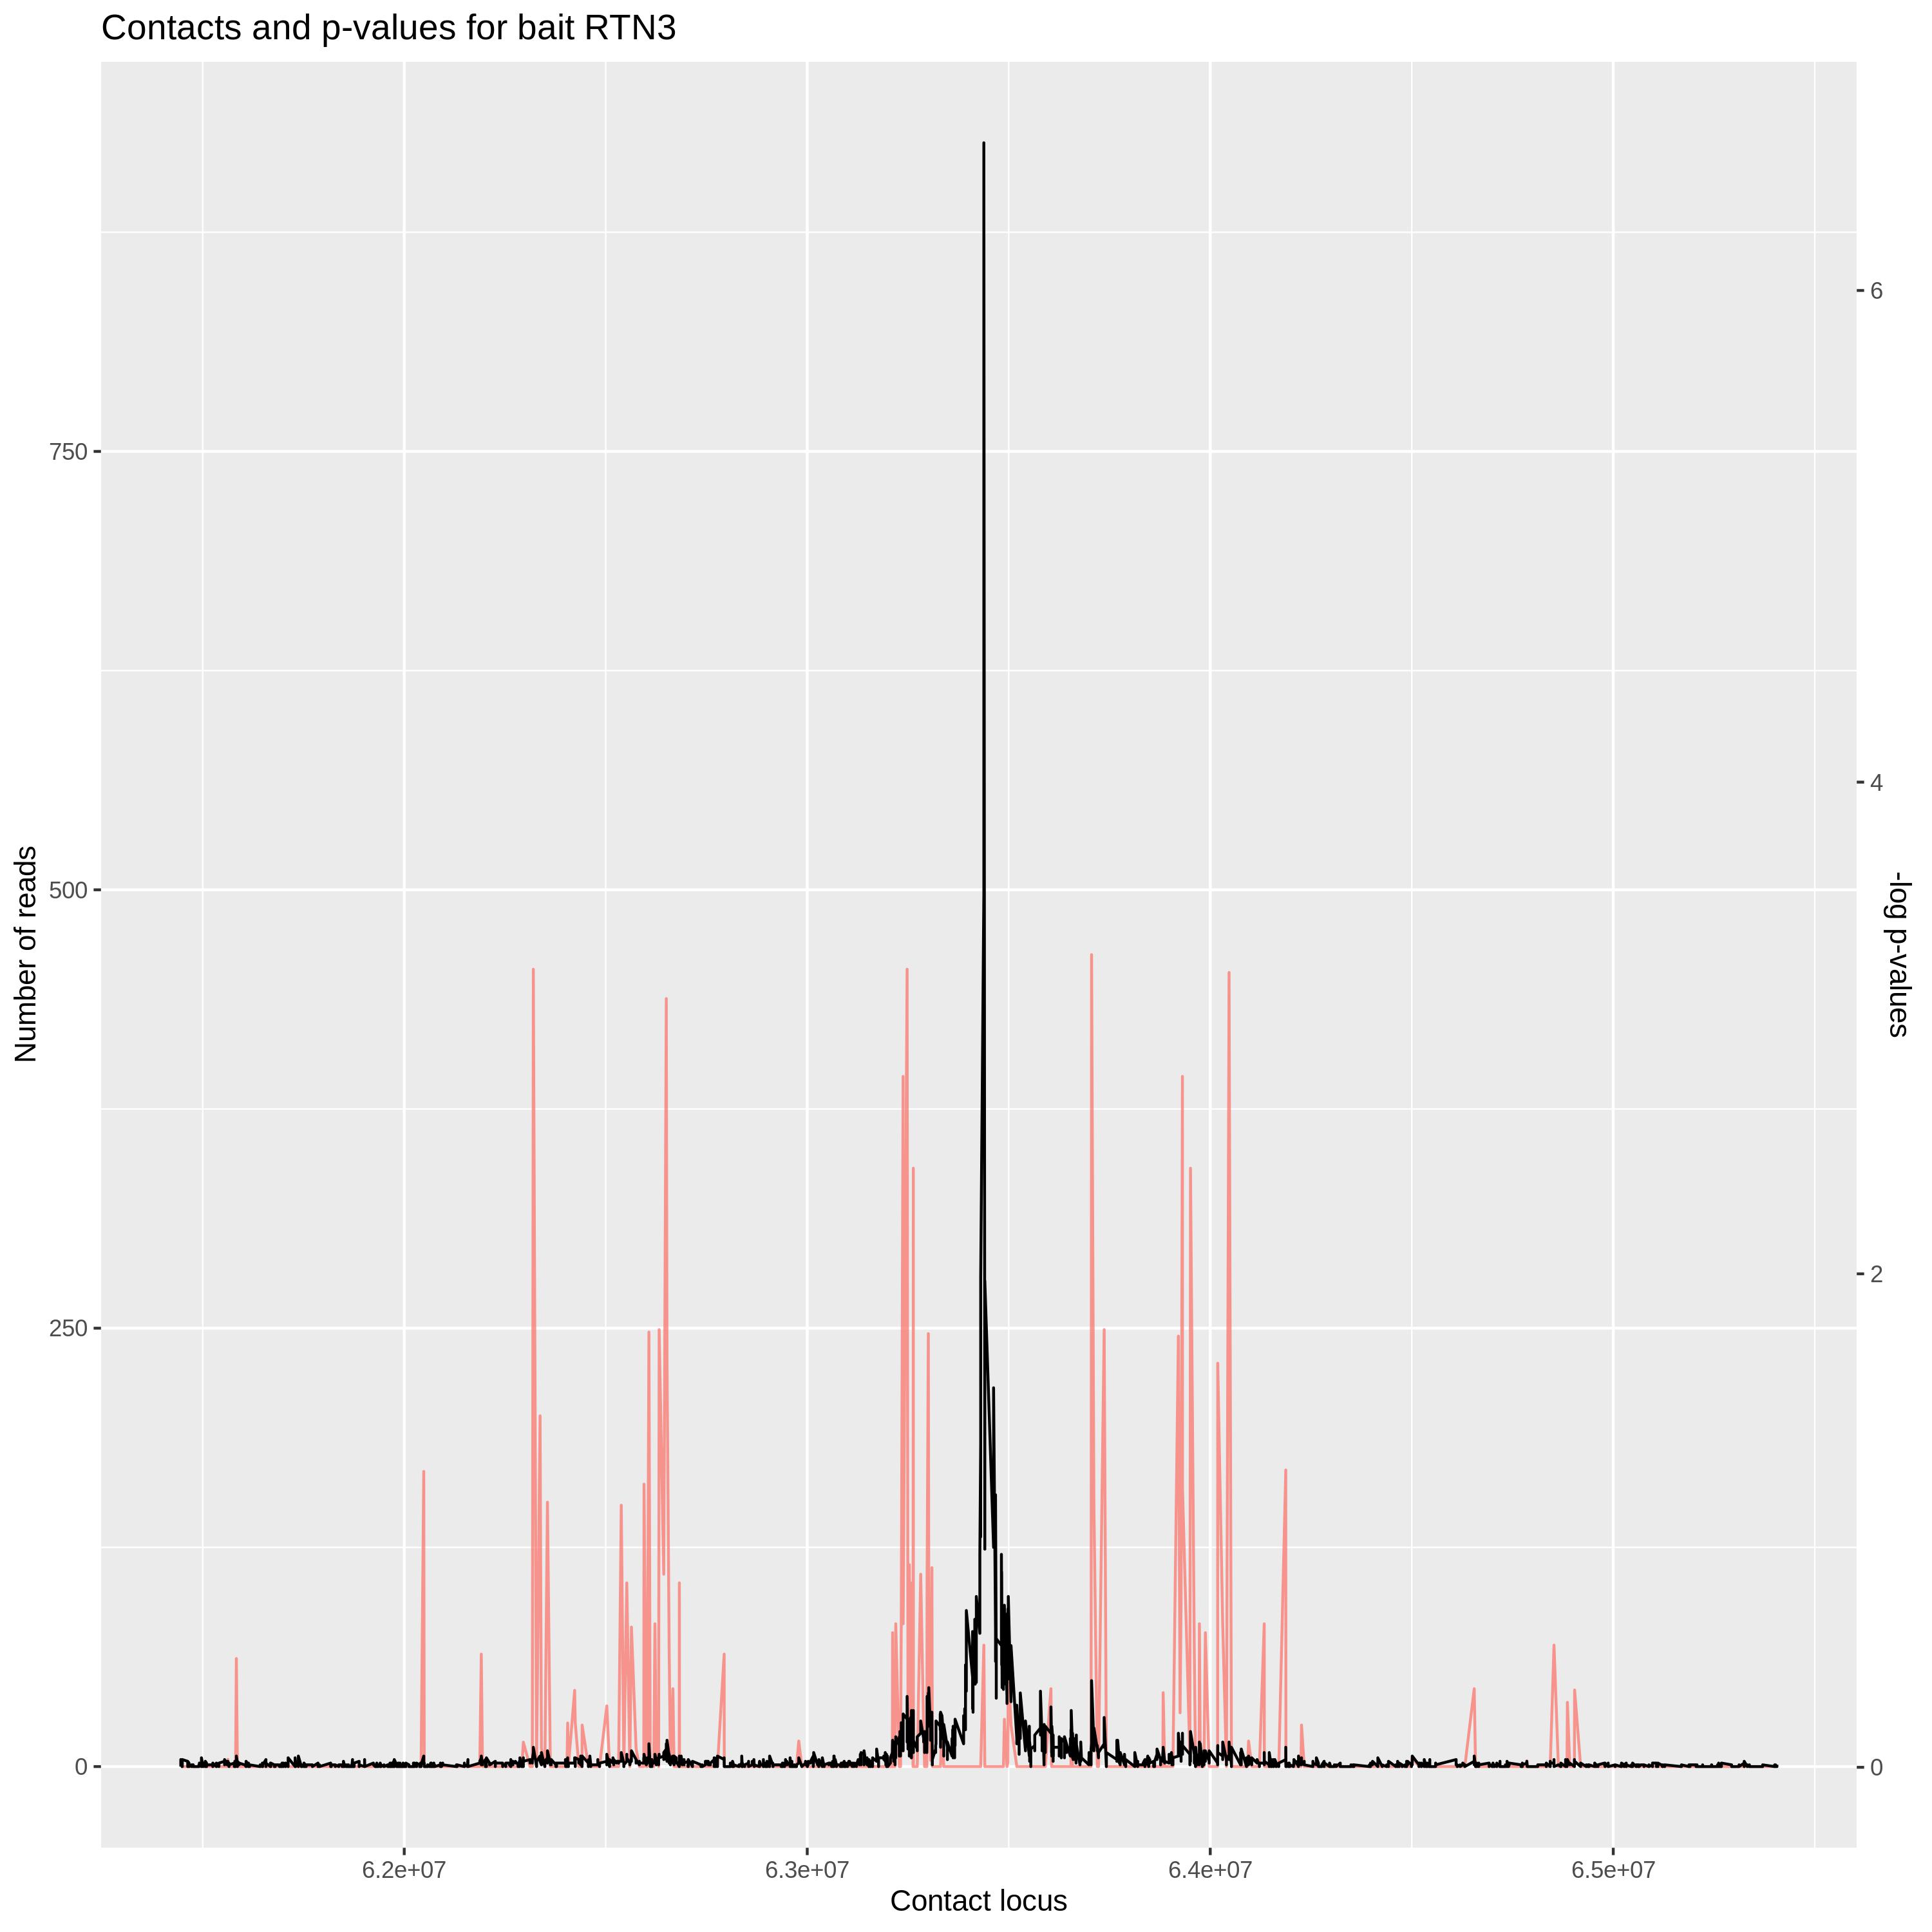 Contacts and p-values for bait RTN3
Number of reads
750
500
250
0
6
4
2
0
-log p-values
6.2e+07
6.3e+07
6.4e+07
6.5e+07
Contact locus